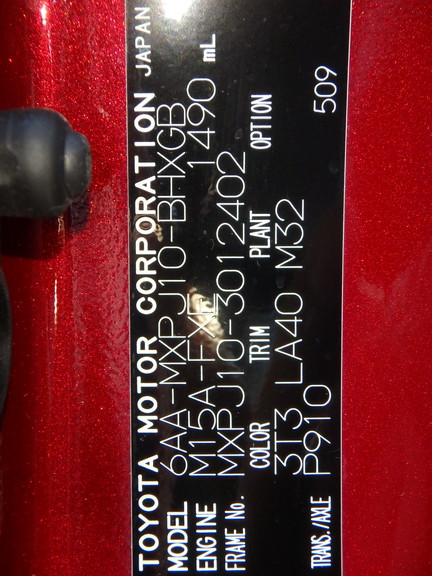 TOYOTA MOTOR CORPORATION JAPAN
MODEL 6AA-MXPJ10-BHXGB
ENGINE M15A-FXE 1490 mL
FRAME No. MXPJ10-3012402
COLOR TRIM PLANT OPTION
3T3 LA40 M32
TRANS./AXLE P910 509